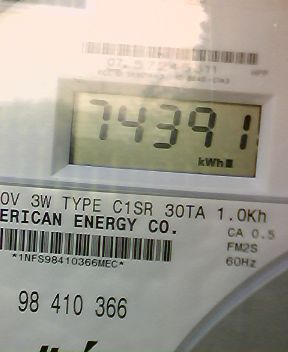 74391
kWh
0V 3W TYPE C1SR 30TA 1.0Kh
ERICAN ENERGY CO.
CA 0.5
FM2S
*1NFS98410366MEC*
60Hz
98 410 366